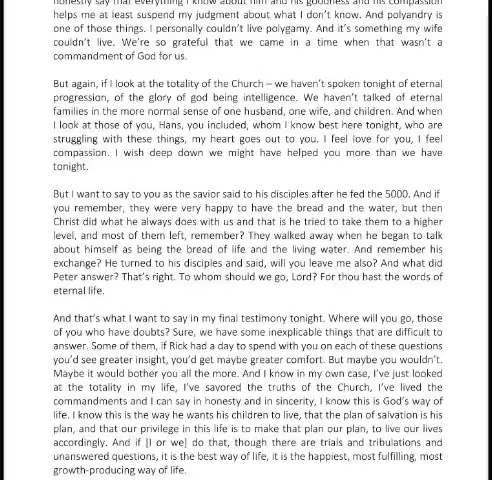 honestly say that everything I know about him and his goodness and his compassion
helps me at least suspend my judgment about what I don't know. And polyandry is
one of those things. I personally couldn't live polygamy. And it's something my wife
couldn't live. We're so grateful that we came in a time when that wasn't a
commandment of God for us.
But again, if I look at the totality of the Church – we haven't spoken tonight of eternal
progression, of the glory of god being intelligence. We haven't talked of eternal
families in the more normal sense of one husband, one wife, and children. And when
I look at those of you, Hans, you included, whom I know best here tonight, who are
struggling with these things, my heart goes out to you. I feel love for you, I feel
compassion. I wish deep down we might have helped you more than we have
tonight.
But I want to say to you as the savior said to his disciples after he fed the 5000. And if
you remember, they were very happy to have the bread and the water, but then
Christ did what he always does with us and that is he tried to take them to a higher
level, and most of them left, remember? They walked away when he began to talk
about himself as being the bread of life and the living water. And remember his
exchange? He turned to his disciples and said, will you leave me also? And what did
Peter answer? That's right. To whom should we go, Lord? For thou hast the words of
eternal life.
And that's what I want to say in my final testimony tonight. Where will you go, those
of you who have doubts? Sure, we have some inexplicable things that are difficult to
answer. Some of them, if Rick had a day to spend with you on each of these questions
you'd see greater insight, you'd get maybe greater comfort. But maybe you wouldn't.
Maybe it would bother you all the more. And I know in my own case, I've just looked
at the totality in my life, I've savored the truths of the Church, I've lived the
commandments and I can say in honesty and in sincerity, I know this is God's way of
life. I know this is the way he wants his children to live, that the plan of salvation is his
plan, and that our privilege in this life is to make that plan our plan, to live our lives
accordingly. And if [I or we] do that, though there are trials and tribulations and
unanswered questions, it is the best way of life, it is the happiest, most fulfilling, most
growth-producing way of life.